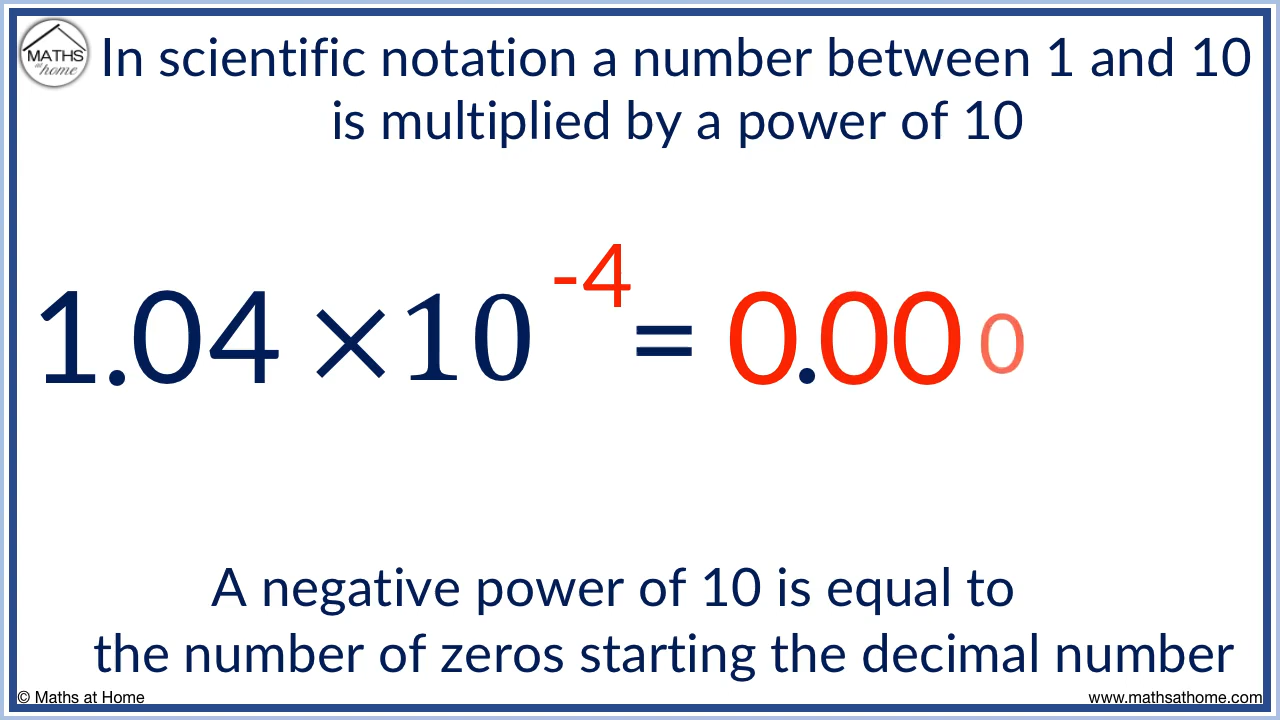 MATHS
at home
In scientific notation a number between 1 and 10
is multiplied by a power of 10
1.04 ×10 -4 = 0.00 0
A negative power of 10 is equal to
the number of zeros starting the decimal number
© Maths at Home
www.mathsathome.com